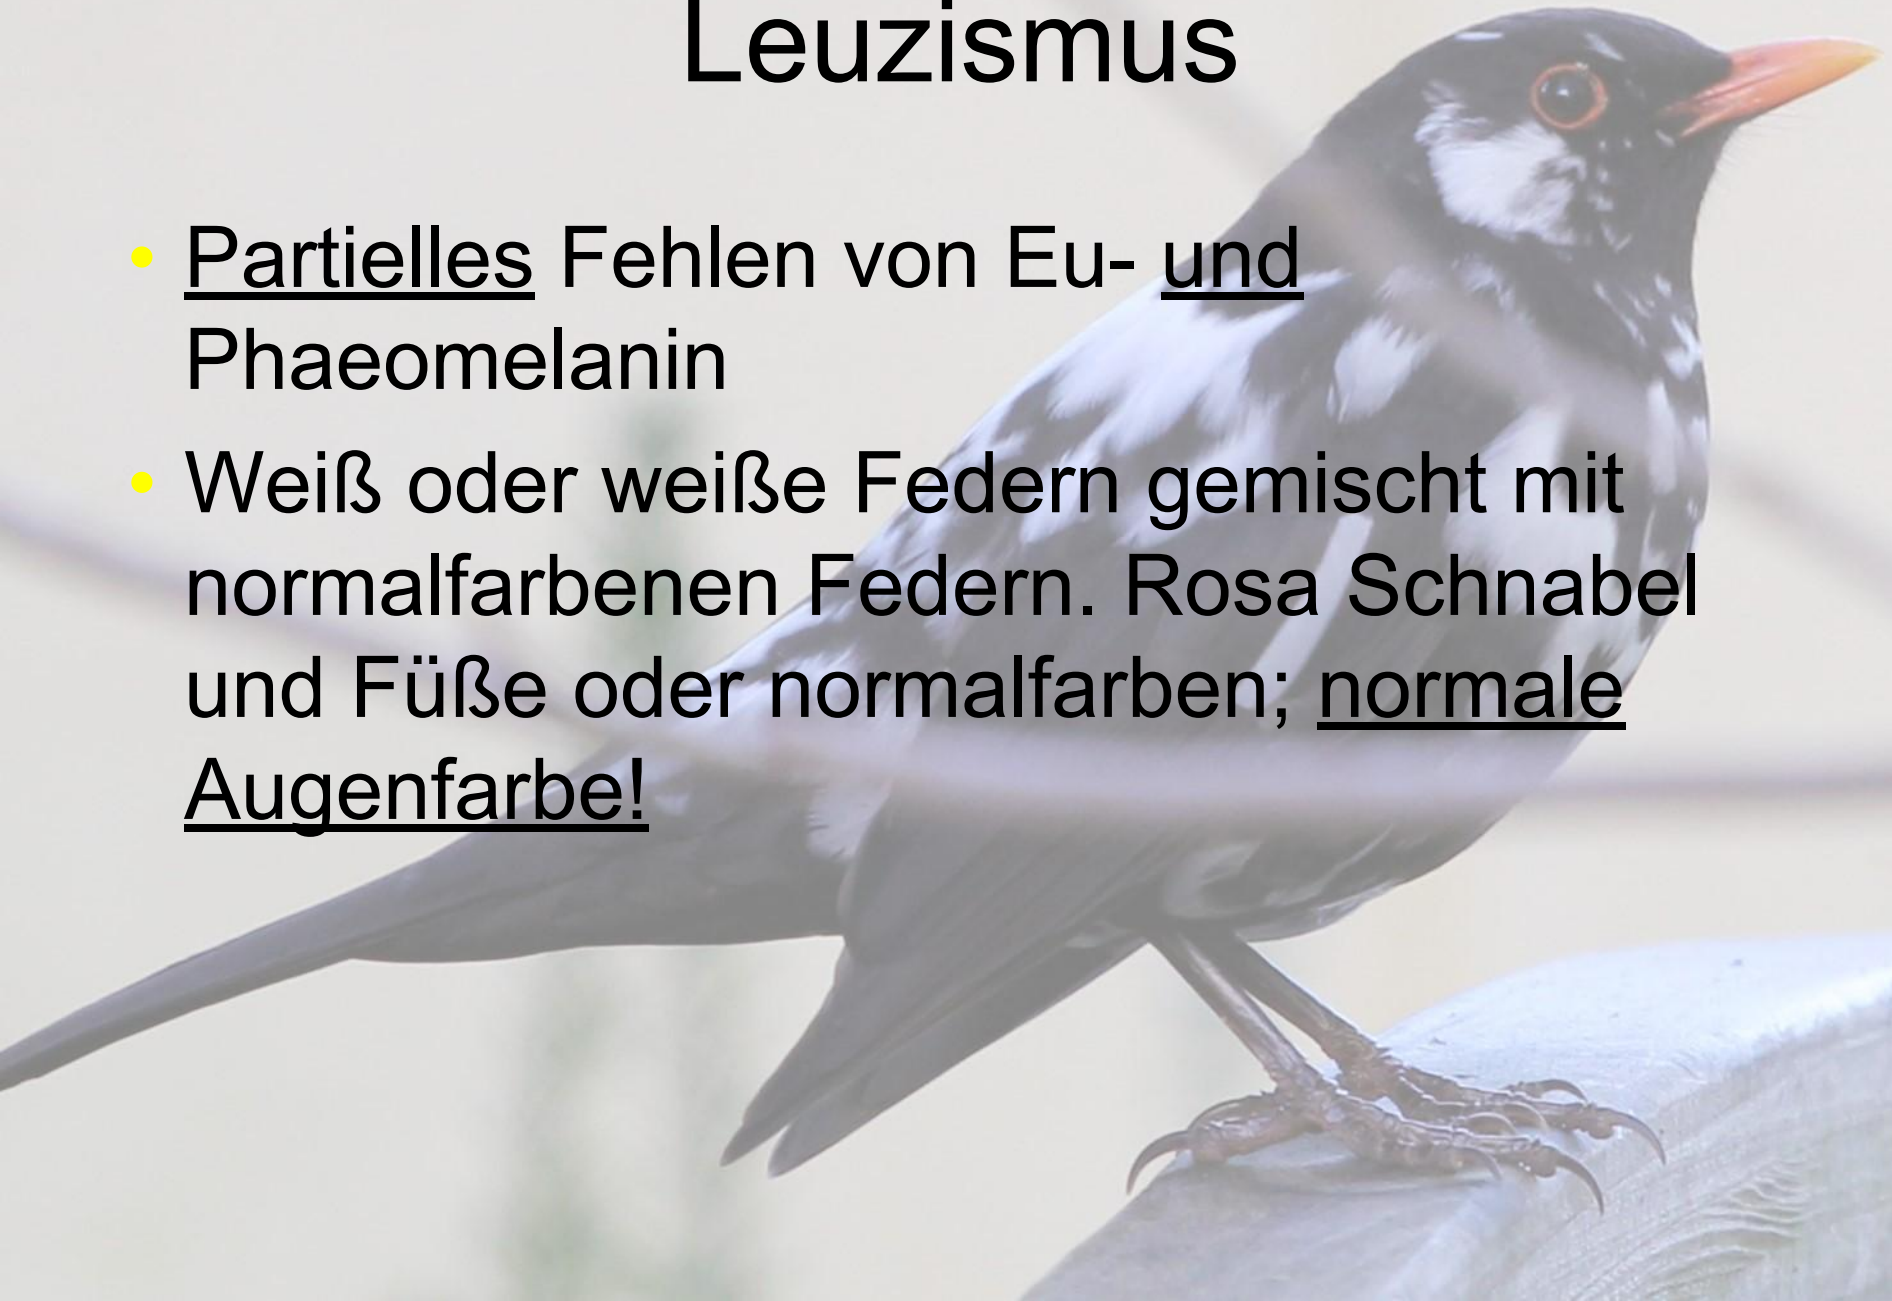 Leuzismus
• Partielles Fehlen von Eu- und
Phaeomelanin
• Weiß oder weiße Federn gemischt mit
normalfarbenen Federn. Rosa Schnabel
und Füße oder normalfarben; normale
Augenfarbe!